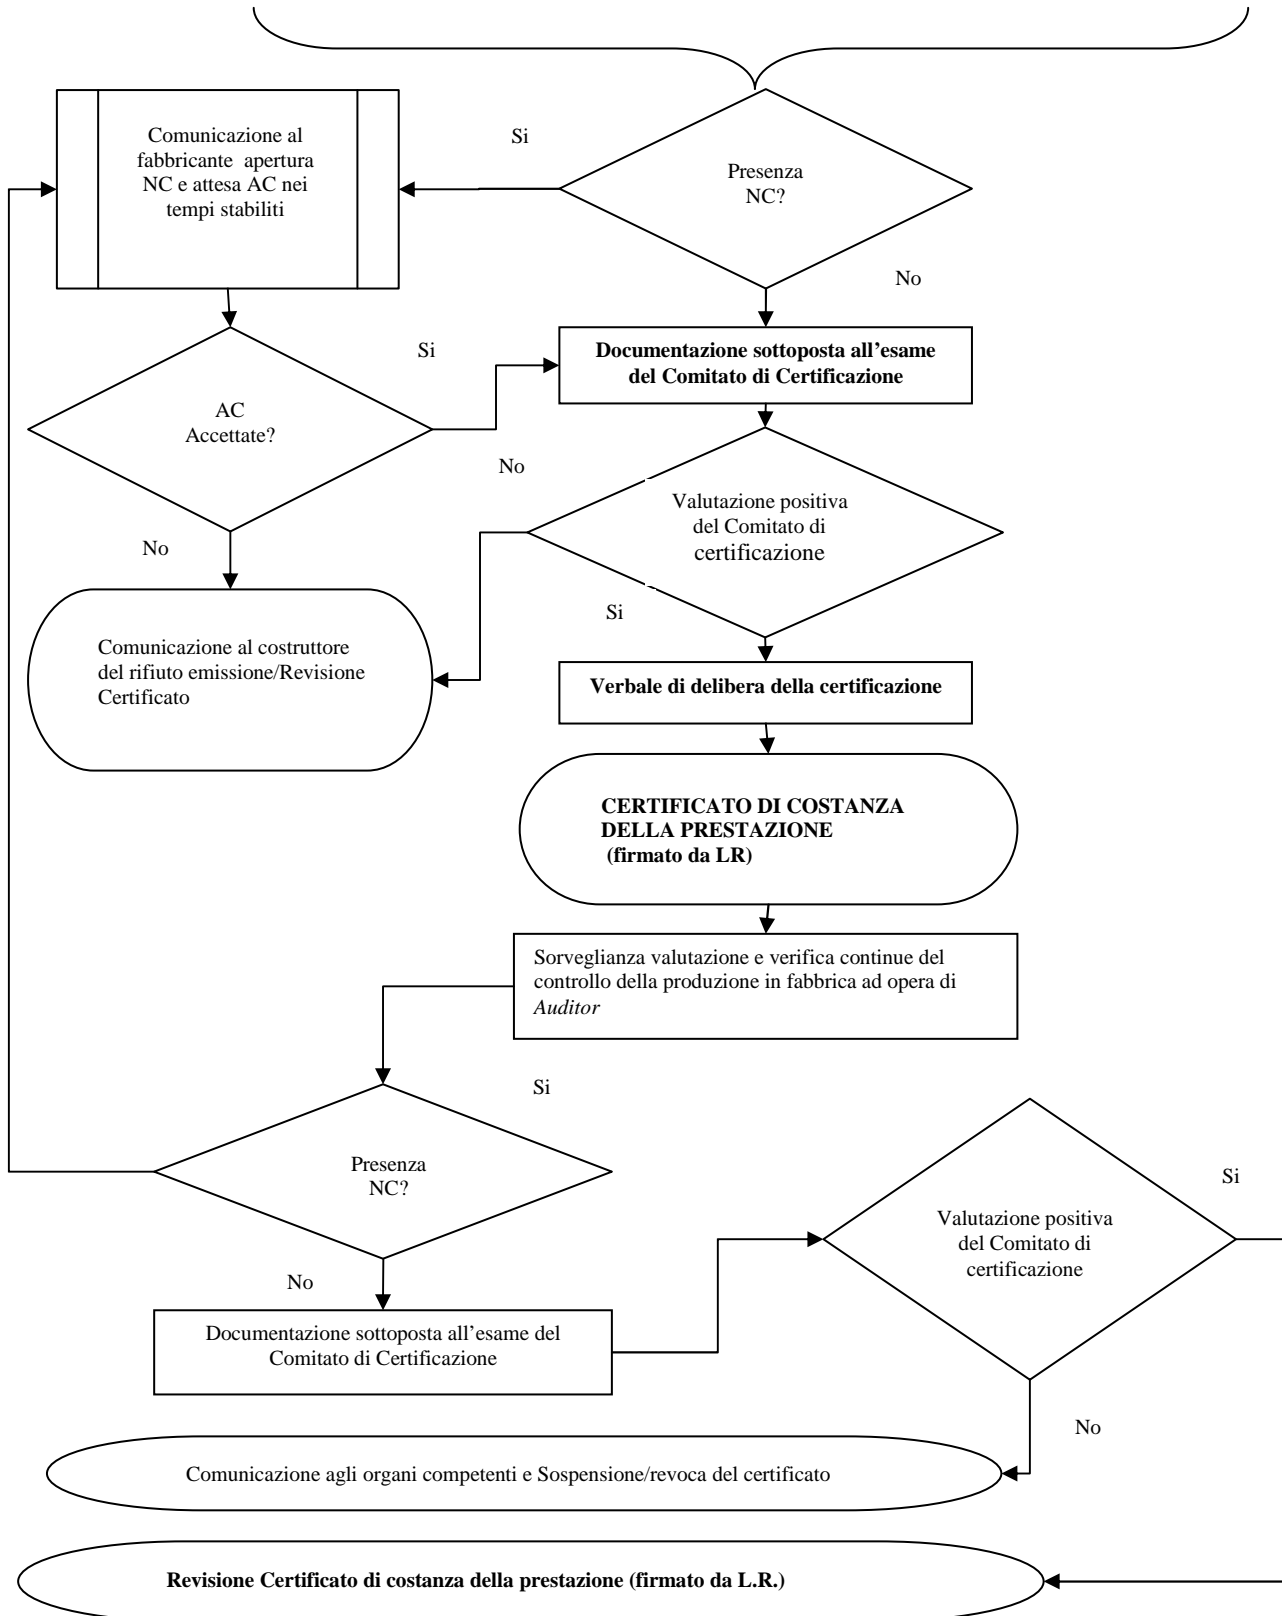 Si
Comunicazione al
fabbricante apertura
NC e attesa AC nei
tempi stabiliti
Presenza
NC?
No
Si
Documentazione sottoposta all'esame
del Comitato di Certificazione
AC
Accettate?
No
Valutazione positiva
del Comitato di
certificazione
No
Si
Comunicazione al costruttore
del rifiuto emissione/Revisione
Certificato
Verbale di delibera della certificazione
CERTIFICATO DI COSTANZA
DELLA PRESTAZIONE
(firmato da LR)
Sorveglianza valutazione e verifica continue del
controllo della produzione in fabbrica ad opera di
Auditor
Si
Presenza
NC?
Si
Valutazione positiva
del Comitato di
certificazione
No
Documentazione sottoposta all'esame del
Comitato di Certificazione
No
Comunicazione agli organi competenti e Sospensione/revoca del certificato
Revisione Certificato di costanza della prestazione (firmato da L.R.)